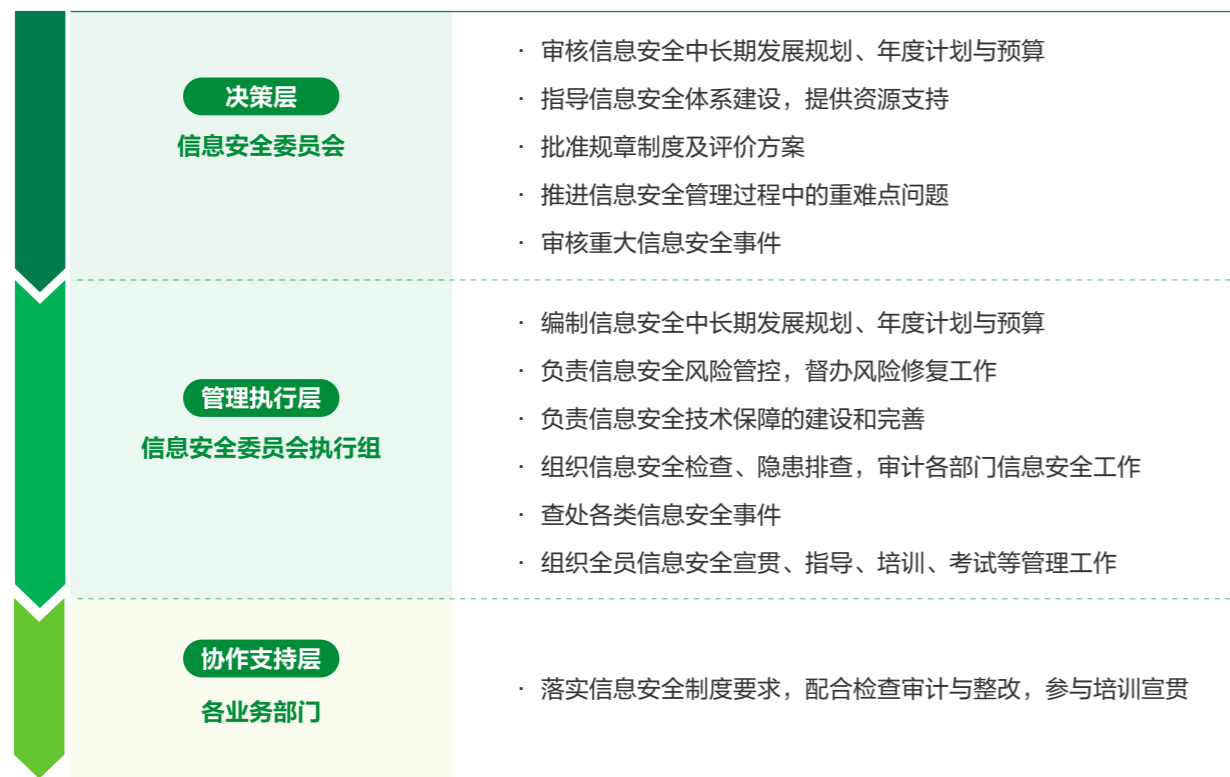 决策层
信息安全委员会
· 审核信息安全中长期发展规划、年度计划与预算
· 指导信息安全体系建设，提供资源支持
· 批准规章制度及评价方案
· 推进信息安全管理过程中的重难点问题
· 审核重大信息安全事件
管理执行层
信息安全委员会执行组
· 编制信息安全中长期发展规划、年度计划与预算
· 负责信息安全风险管控，督办风险修复工作
· 负责信息安全技术保障的建设和完善
· 组织信息安全检查、隐患排查，审计各部门信息安全工作
· 查处各类信息安全事件
· 组织全员信息安全宣贯、指导、培训、考试等管理工作
协作支持层
各业务部门
· 落实信息安全制度要求，配合检查审计与整改，参与培训宣贯